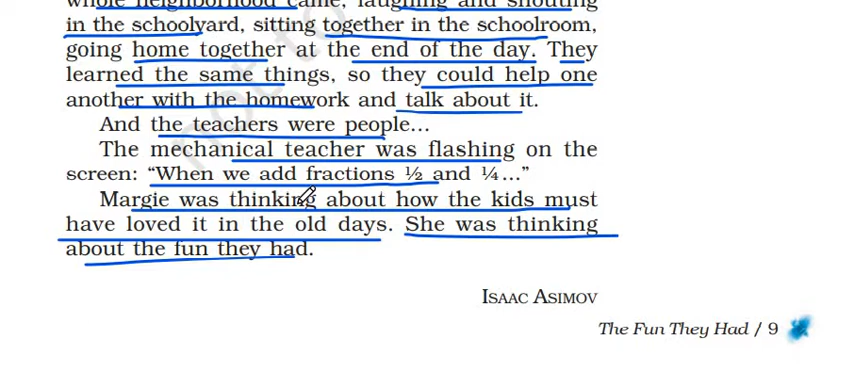 whole neighborhood came, laughing and shouting
in the schoolyard, sitting together in the schoolroom,
going home together at the end of the day. They
learned the same things, so they could help one
another with the homework and talk about it.
And the teachers were people...
The mechanical teacher was flashing on the
screen: “When we add fractions ½ and ¼...”
Margie was thinking about how the kids must
have loved it in the old days. She was thinking
about the fun they had.
ISAAC ASIMOV
The Fun They Had / 9
not to